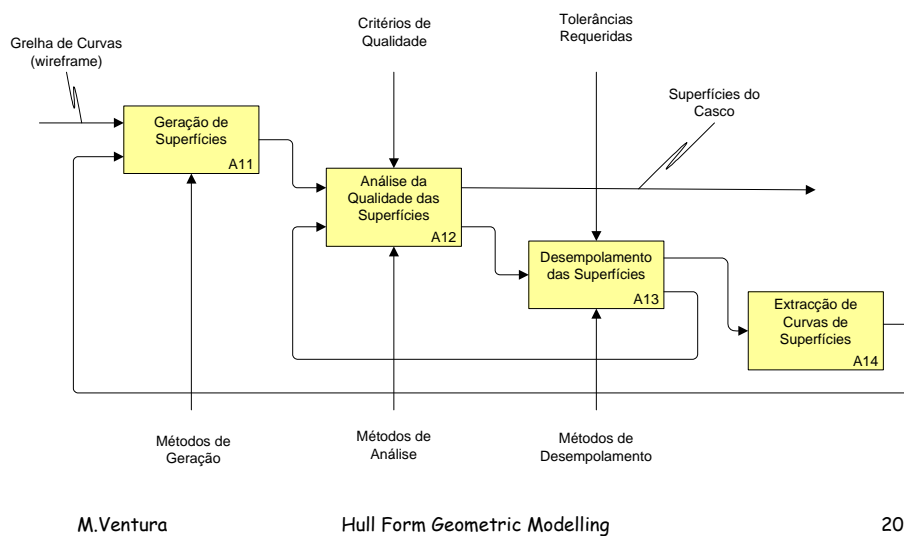 Grelha de Curvas
(wireframe)
Critérios de
Qualidade
Tolerâncias
Requeridas
Superfícies do
Casco
Geração de
Superfícies
A11
Análise da
Qualidade das
Superfícies
A12
Desempolamento
das Superfícies
A13
Extracção de
Curvas de
Superfícies
A14
Métodos de
Geração
Métodos de
Análise
Métodos de
Desempolamento
M.Ventura
Hull Form Geometric Modelling
20